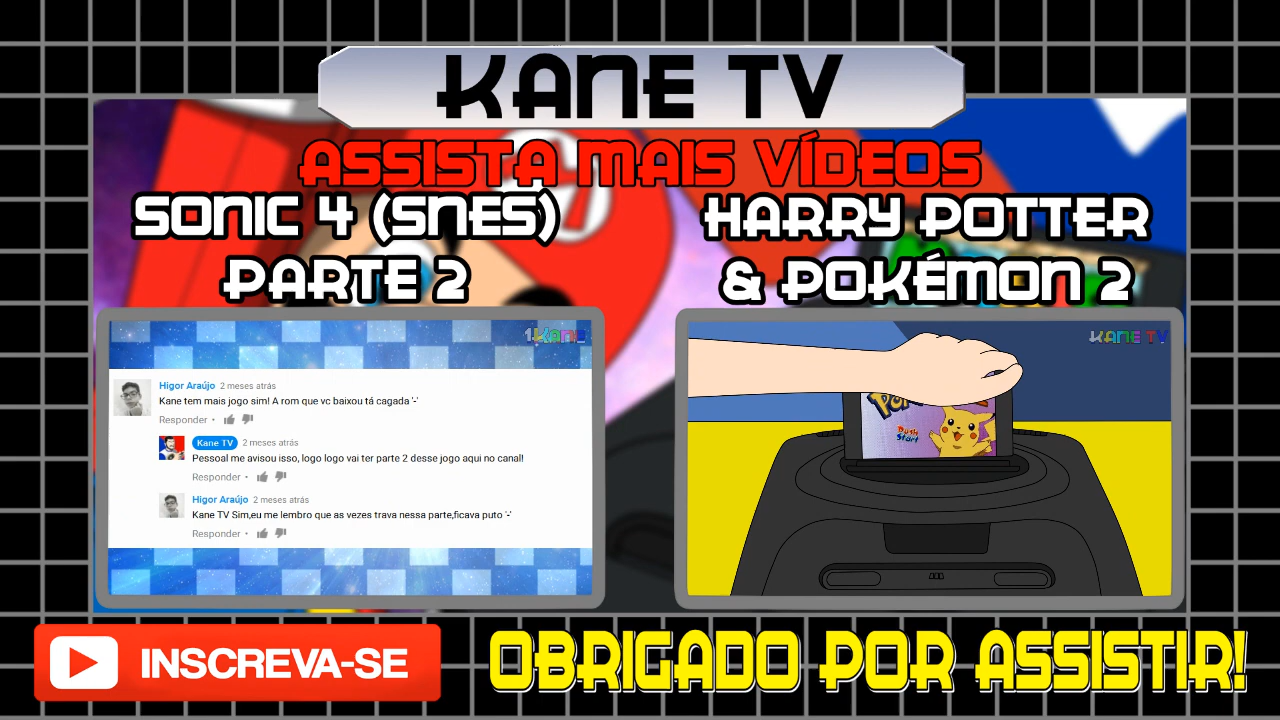 KANE TV
ASSISTA MAIS VÍDEOS
SONIC 4 (SNES)
PARTE 2
HARRY POTTER
& POKÉMON 2
1KANE
Higor Araújo 2 meses atrás
Kane tem mais jogo sim! A rom que vc baixou tá cagada '-'
Responder •
Kane TV 2 meses atrás
Pessoal me avisou isso, logo logo vai ter parte 2 desse jogo aqui no canal!
Responder •
Higor Araújo 2 meses atrás
Kane TV Sim,eu me lembro que as vezes trava nessa parte,ficava puto '-'
Responder •
KANE TV
Push
Start
INSCREVA-SE
OBRIGADO POR ASSISTIR!